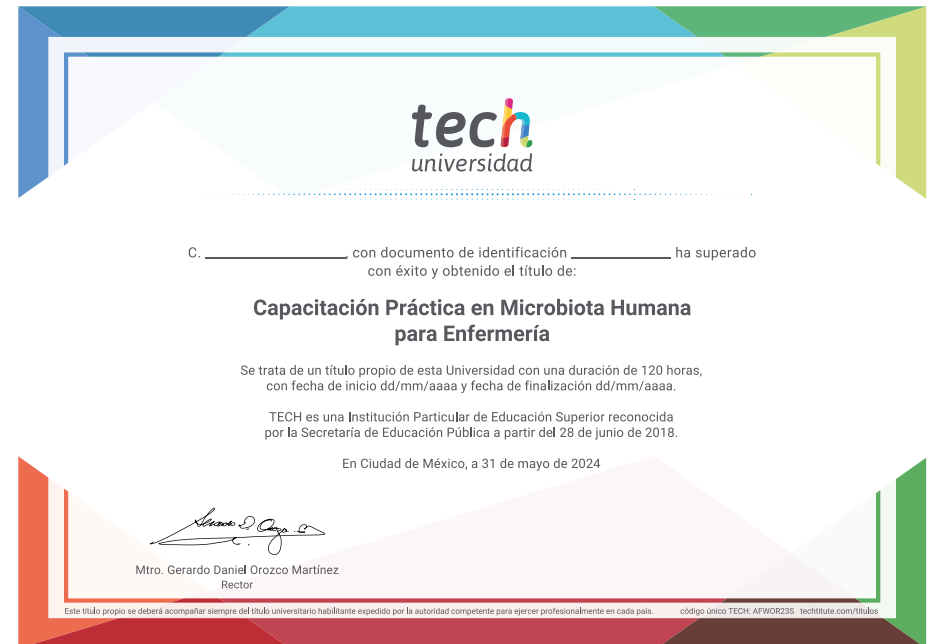 tech
universidad
C. ____________, con documento de identificación ____________ ha superado
con éxito y obtenido el título de:
Capacitación Práctica en Microbiota Humana
para Enfermería
Se trata de un título propio de esta Universidad con una duración de 120 horas,
con fecha de inicio dd/mm/aaaa y fecha de finalización dd/mm/aaaa.
TECH es una Institución Particular de Educación Superior reconocida
por la Secretaría de Educación Pública a partir del 28 de junio de 2018.
En Ciudad de México, a 31 de mayo de 2024
Mtro. Gerardo Daniel Orozco Martínez
Rector
Este título propio se deberá acompañar siempre del título universitario habilitante expedido por la autoridad competente para ejercer profesionalmente en cada país. código único TECH: AFWOR23S techtitute.com/titulos